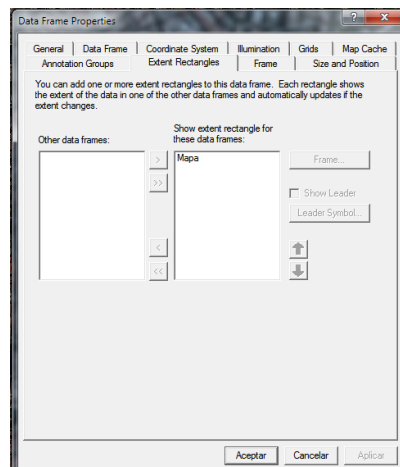 Data Frame Properties
General Data Frame Coordinate System Illumination Grids Map Cache
Annotation Groups Extent Rectangles Frame Size and Position
You can add one or more extent rectangles to this data frame. Each rectangle shows
the extent of the data in one of the other data frames and automatically updates if the
extent changes.
Other data frames:
Show extent rectangle for
these data frames:
Mapa
>
>>
<
<<
Frame...
Show Leader
Leader Symbol...
Aceptar Cancelar Aplicar